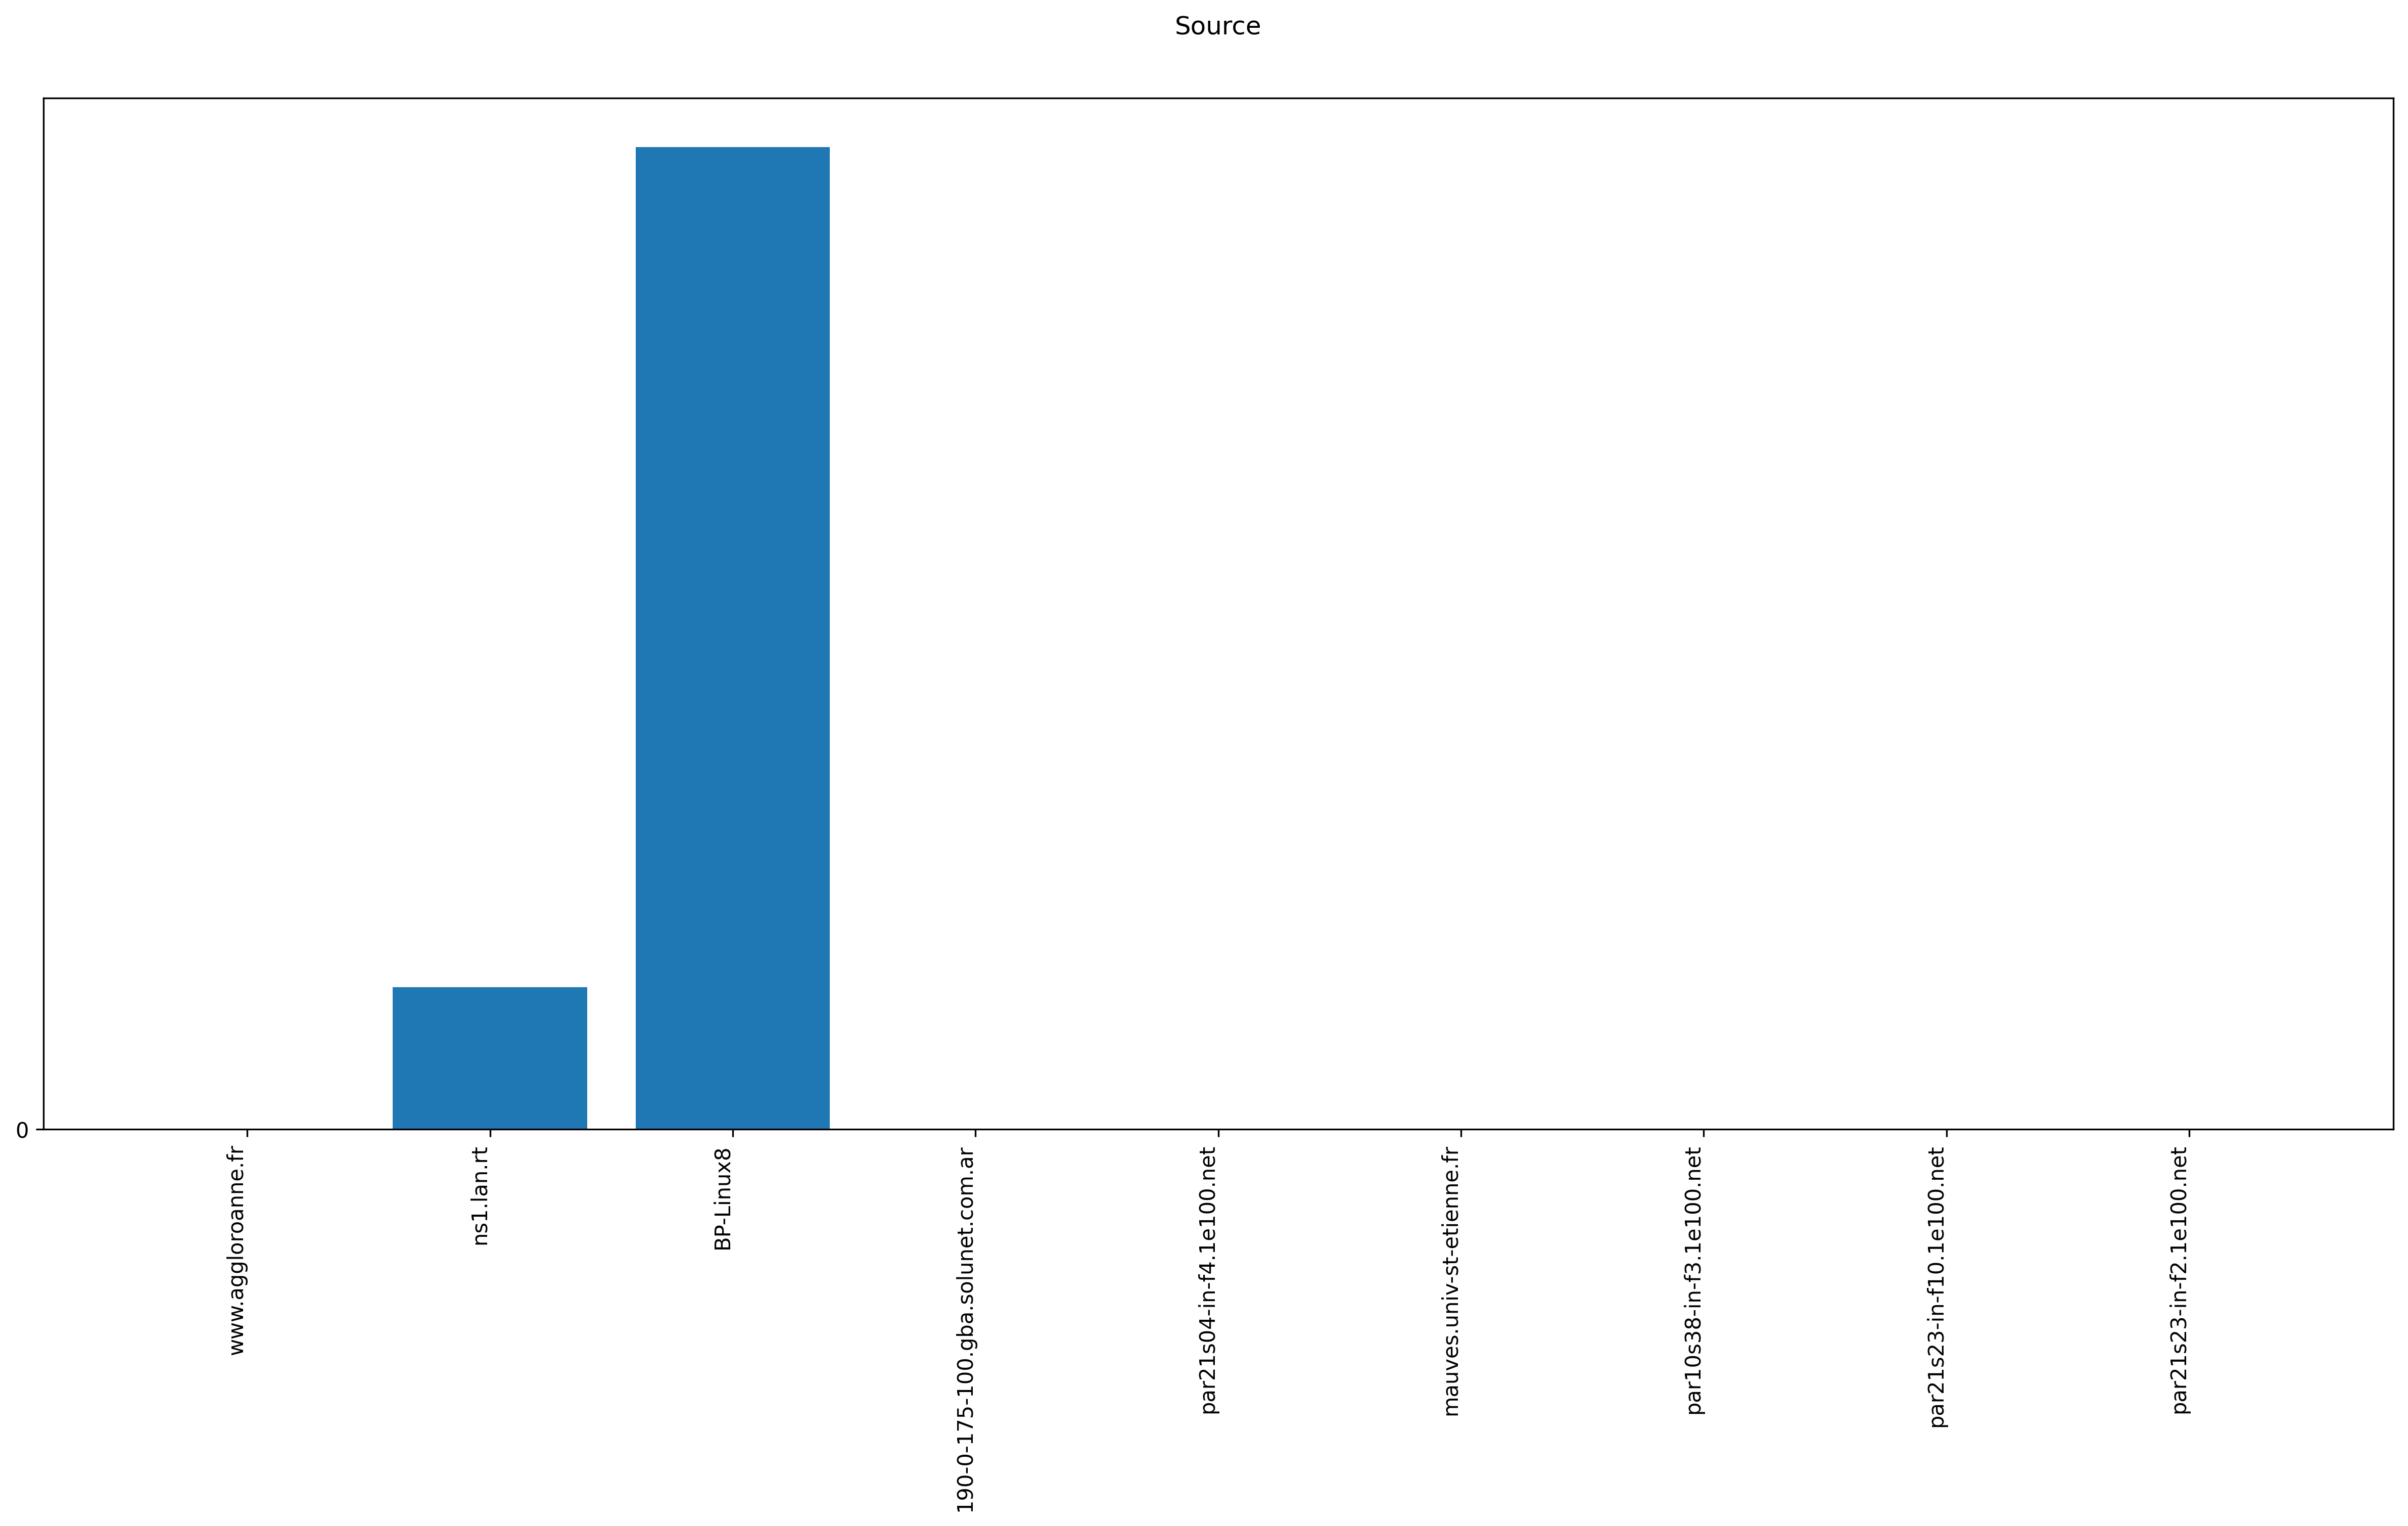 Source
0
www.aggloroanne.fr
ns1.lan.rt
BP-Linux8
190-0-175-100.gba.solunet.com.ar
par21s04-in-f4.1e100.net
mauves.univ-st-etienne.fr
par10s38-in-f3.1e100.net
par21s23-in-f10.1e100.net
par21s23-in-f2.1e100.net